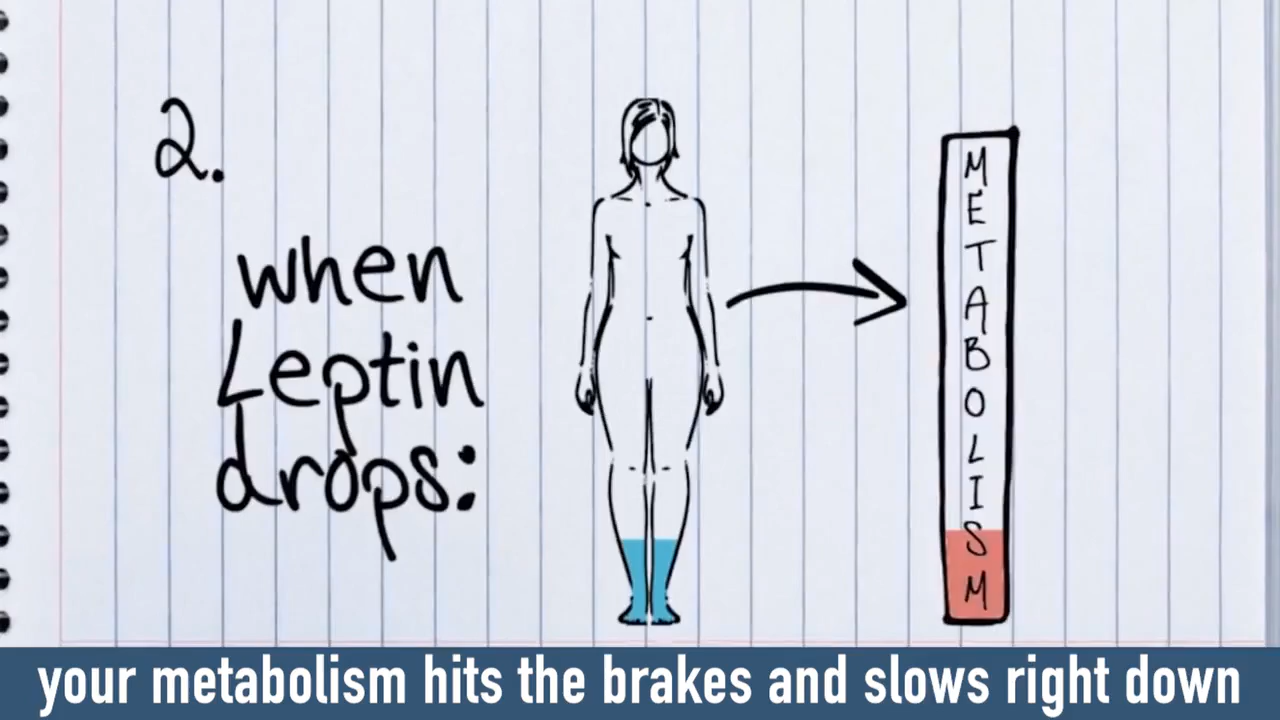 2.
when
Leptin
drops:
METABOLISM
your metabolism hits the brakes and slows right down